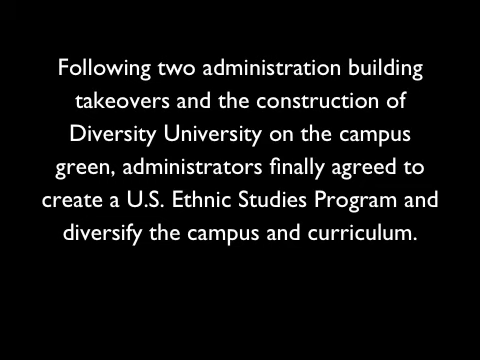 Following two administration building
takeovers and the construction of
Diversity University on the campus
green, administrators finally agreed to
create a U.S. Ethnic Studies Program and
diversify the campus and curriculum.